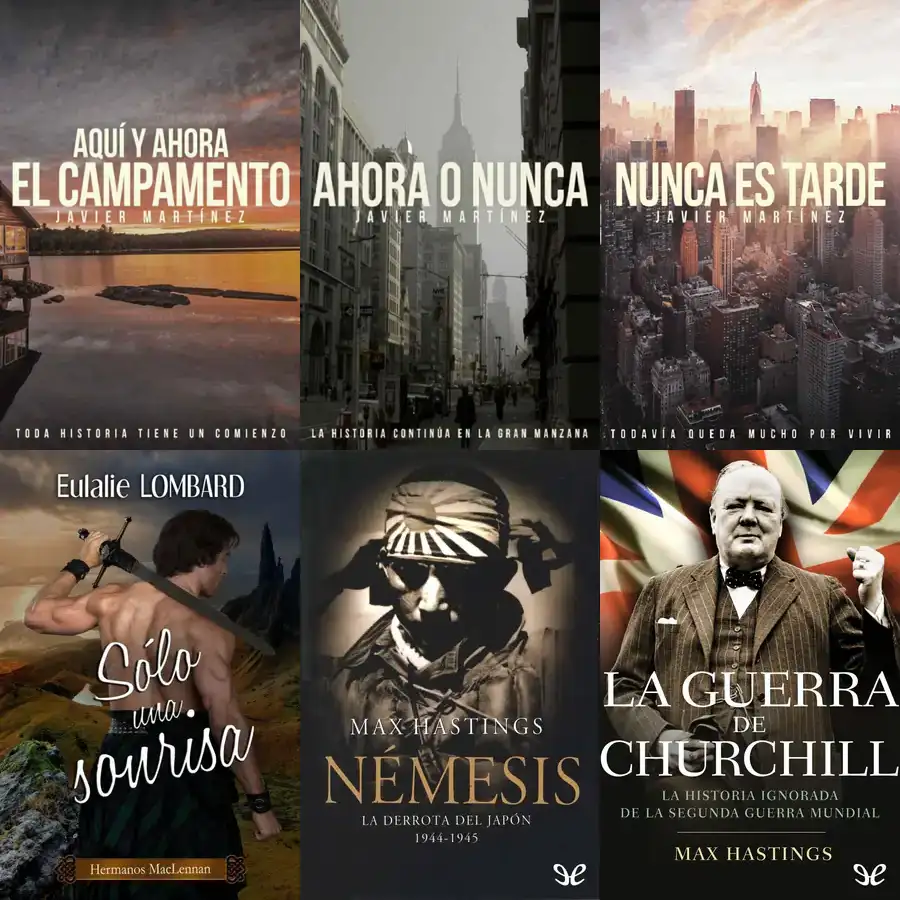 AQUÍ Y AHORA
EL CAMPAMENTO
JAVIER MARTÍNEZ
TODA HISTORIA TIENE UN COMIENZO
AHORA O NUNCA
JAVIER MARTÍNEZ
LA HISTORIA CONTINÚA EN LA GRAN MANZANA
NUNCA ES TARDE
JAVIER MARTÍNEZ
TODAVÍA QUEDA MUCHO POR VIVIR
Eulalie LOMBARD
Sólo
una
sonrisa
Hermanos MacLennan
MAX HASTINGS
NÉMESIS
LA DERROTA DEL JAPÓN
1944-1945
LA GUERRA
DE
CHURCHILL
LA HISTORIA IGNORADA
DE LA SEGUNDA GUERRA MUNDIAL
MAX HASTINGS